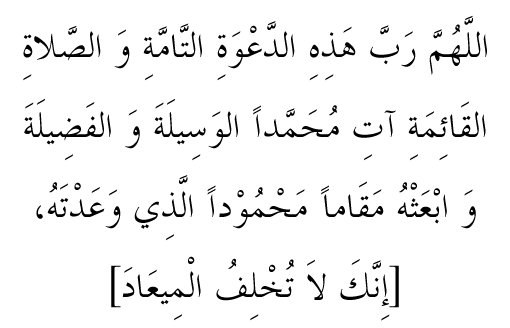 اللَّهُمَّ رَبَّ هَذِهِ الدَّعْوَةِ التَّامَّةِ وَ الصَّلاةِ
القَائِمَةِ آتِ مُحَمَّداً الوَسِيلَةَ وَ الفَضِيلَةَ
وَ ابْعَثْهُ مَقَاماً مَحْمُوْداً الَّذِي وَعَدْتَهُ،
[إِنَّكَ لاَ تُخْلِفُ الْمِيعَادَ]